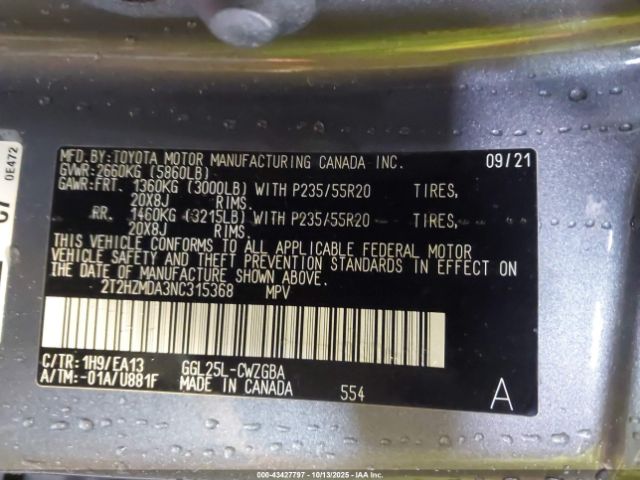 MFD.BY:TOYOTA MOTOR MANUFACTURING CANADA INC. 09/21
GVWR:2660KG (5860LB)
GAWR:FRT. 1360KG (3000LB) WITH P235/55R20 TIRES,
20X8J RIMS.
RR. 1460KG (3215LB) WITH P235/55R20 TIRES,
20X8J RIMS.
THIS VEHICLE CONFORMS TO ALL APPLICABLE FEDERAL MOTOR
VEHICLE SAFETY AND THEFT PREVENTION STANDARDS IN EFFECT ON
THE DATE OF MANUFACTURE SHOWN ABOVE.
2T2HZMDA3NC315368 MPV
C/TR:1H9/EA13 GGL25L-CWZGBA
A/TM:-01A/U881F MADE IN CANADA 554 A
0E472
000-43427797 - 10/13/2025 - IAAI.com